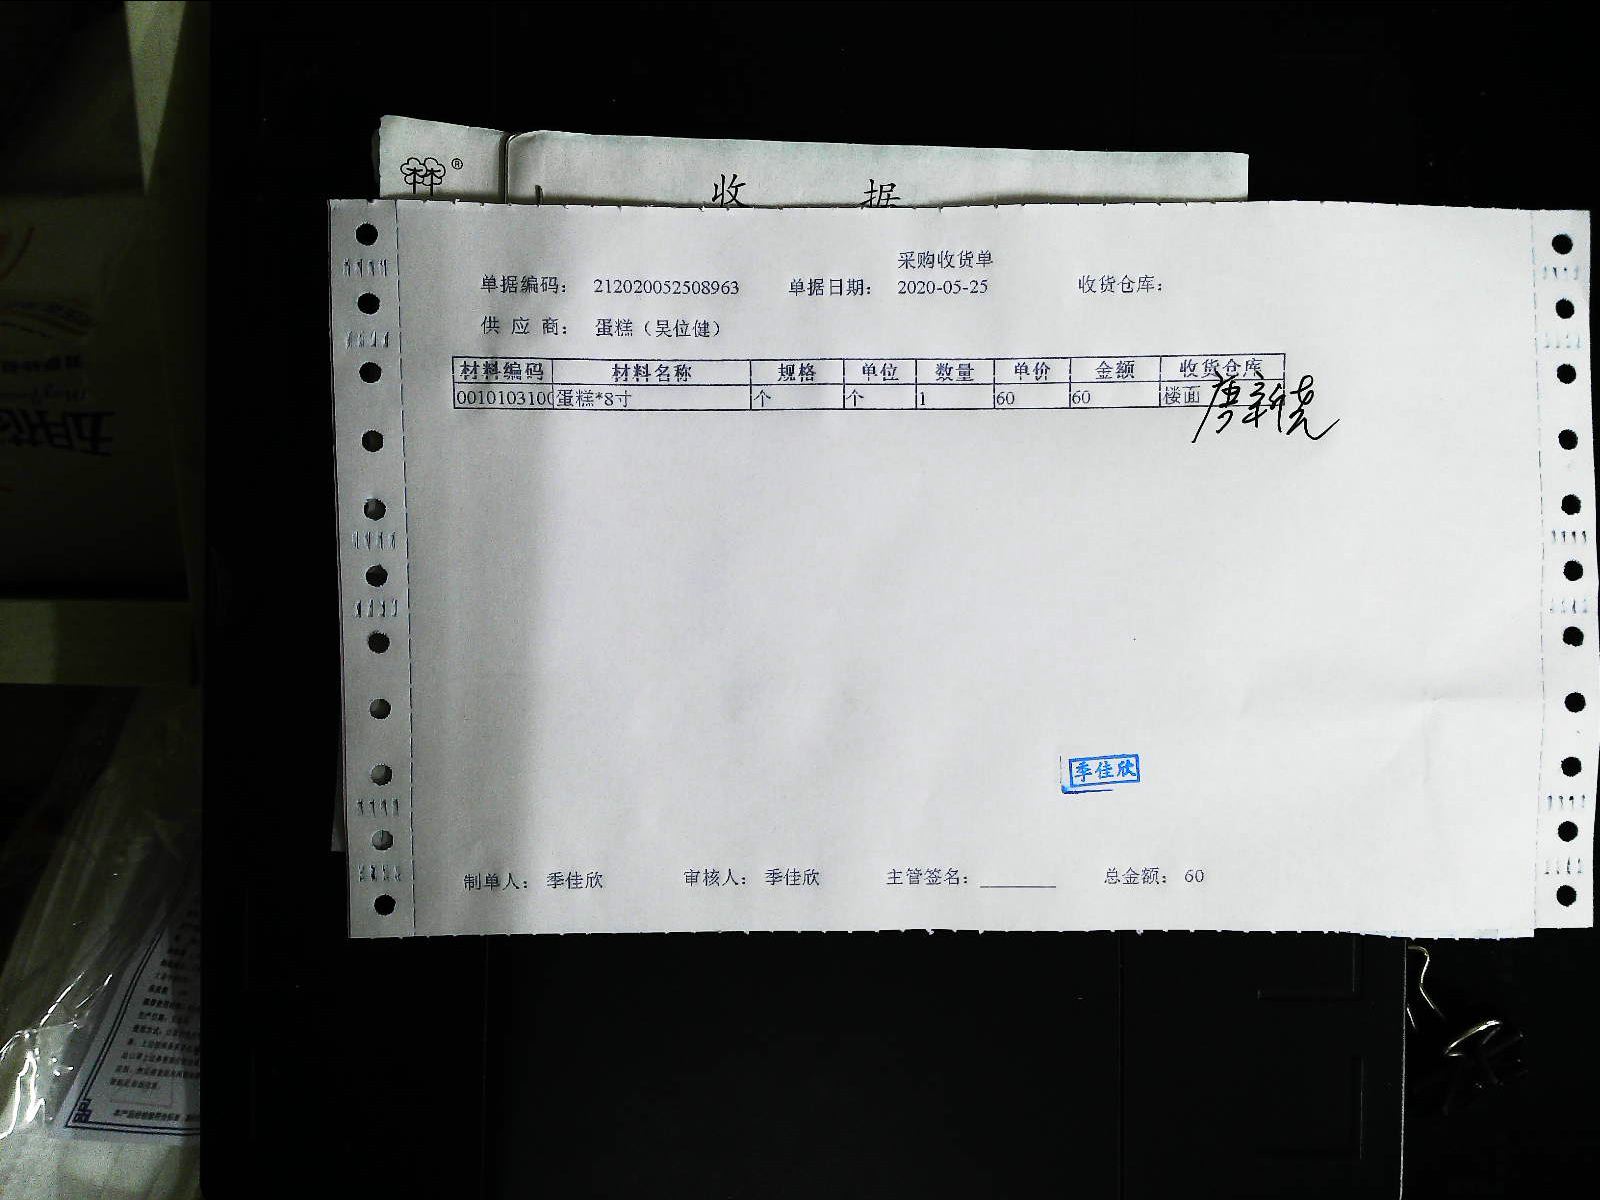 ®
收 据
采购收货单
单据编码: 212020052508963 单据日期: 2020-05-25 收货仓库:
供 应 商: 蛋糕（吴位健）
材料编码 材料名称 规格 单位 数量 单价 金额 收货仓库
0010103100 蛋糕*8寸 个 个 1 60 60 楼面
季佳欣
制单人: 季佳欣 审核人: 季佳欣 主管签名: ________ 总金额: 60